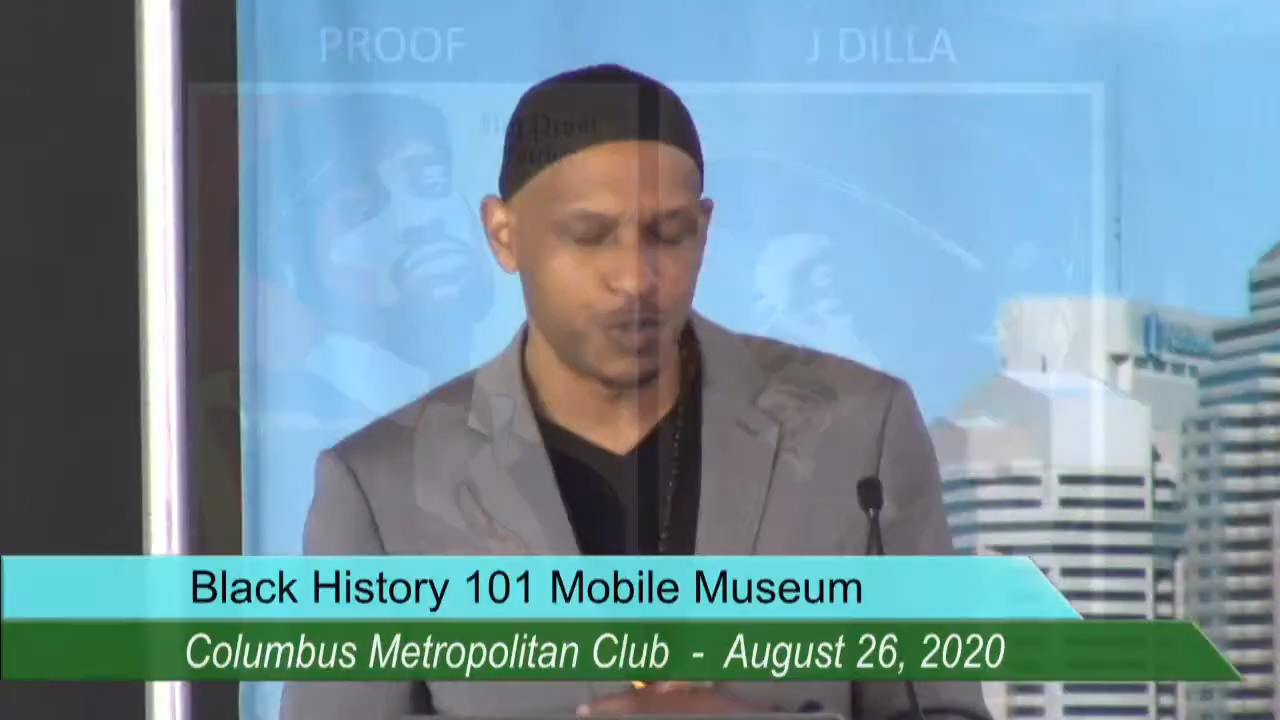 PROOF
J DILLA
Black History 101 Mobile Museum
Columbus Metropolitan Club - August 26, 2020